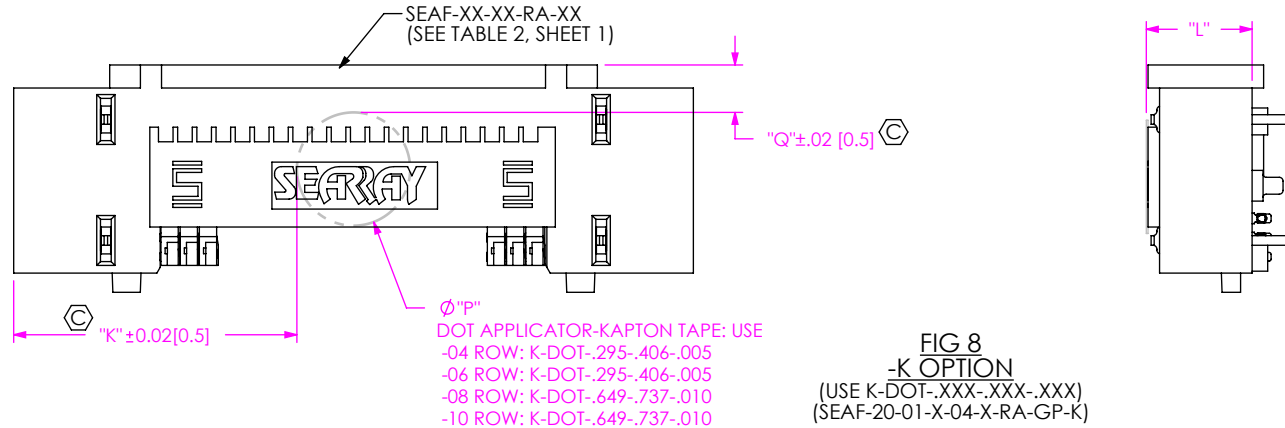 SEAF-XX-XX-RA-XX
(SEE TABLE 2, SHEET 1)
"L"
"Q"±.02 [0.5] C
SEARRAY
C "K"±0.02[0.5]
Ø"P"
DOT APPLICATOR-KAPTON TAPE: USE
-04 ROW: K-DOT-.295-.406-.005
-06 ROW: K-DOT-.295-.406-.005
-08 ROW: K-DOT-.649-.737-.010
-10 ROW: K-DOT-.649-.737-.010
FIG 8
-K OPTION
(USE K-DOT-.XXX-.XXX-.XXX)
(SEAF-20-01-X-04-X-RA-GP-K)